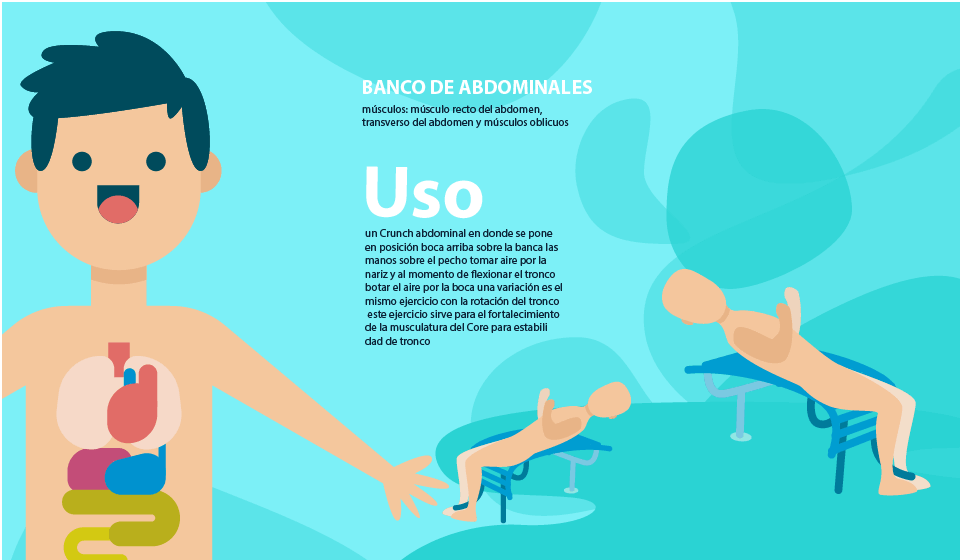 BANCO DE ABDOMINALES
músculos: músculo recto del abdomen,
transverso del abdomen y músculos oblicuos
Uso
un Crunch abdominal en donde se pone
en posición boca arriba sobre la banca las
manos sobre el pecho tomar aire por la
nariz y al momento de flexionar el tronco
botar el aire por la boca una variación es el
mismo ejercicio con la rotación del tronco
este ejercicio sirve para el fortalecimiento
de la musculatura del Core para estabili
dad de tronco